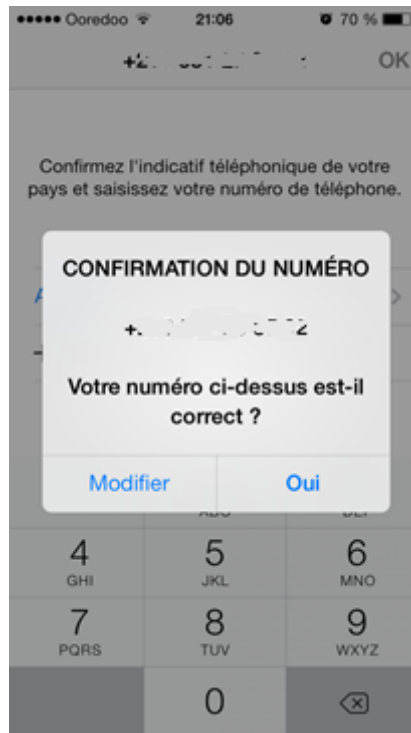 Ooredoo 21:06 70 %
OK
Confirmez l'indicatif téléphonique de votre
pays et saisissez votre numéro de téléphone.
CONFIRMATION DU NUMÉRO
Votre numéro ci-dessus est-il
correct ?
Modifier Oui
4 5 6
GHI JKL MNO
7 8 9
PQRS TUV WXYZ
0